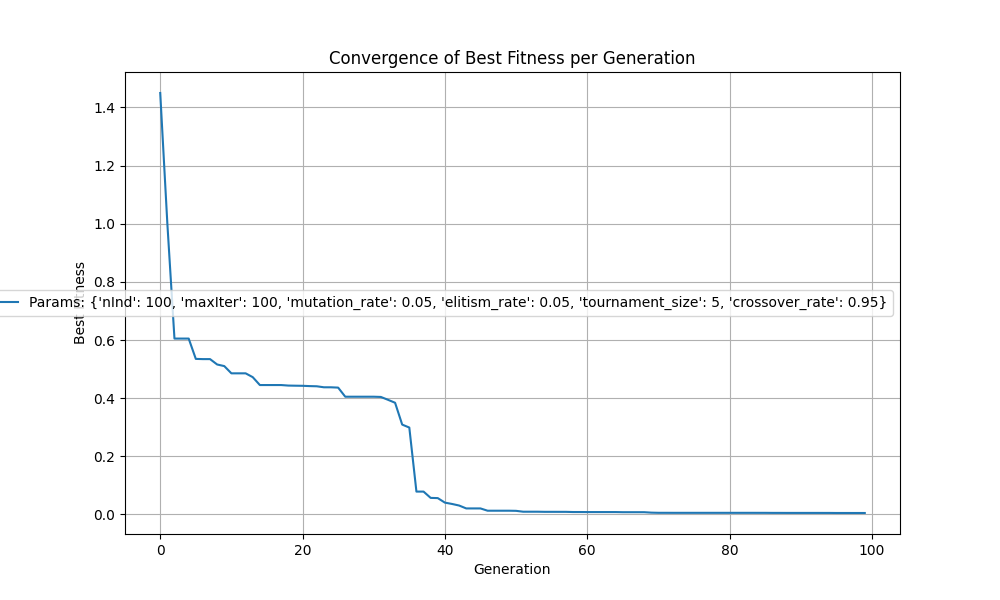 Convergence of Best Fitness per Generation
1.4
1.2
1.0
0.8
0.6
0.4
0.2
0.0
Best
Params: {'nInd': 100, 'maxIter': 100, 'mutation_rate': 0.05, 'elitism_rate': 0.05, 'tournament_size': 5, 'crossover_rate': 0.95}
0 20 40 60 80 100
Generation